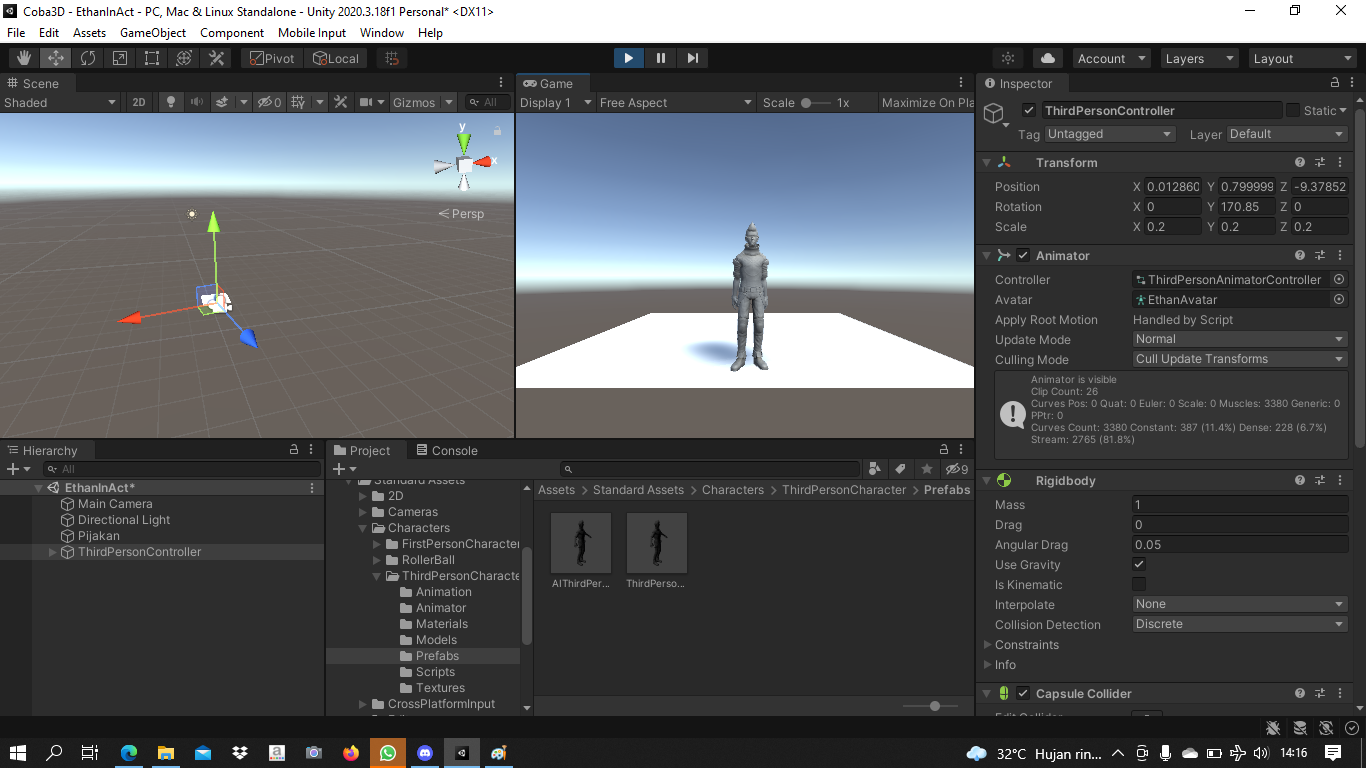 Coba3D - EthanInAct - PC, Mac & Linux Standalone - Unity 2020.3.18f1 Personal* <DX11>
File Edit Assets GameObject Component Mobile Input Window Help
Pivot Local Account Layers Layout
Scene
Shaded 2D 0 Gizmos All
y
x
Persp
Game
Display 1 Free Aspect Scale 1x Maximize On Pla
Inspector
ThirdPersonController Static
Tag Untagged Layer Default
Transform
Position X 0.012860 Y 0.799999 Z -9.37852
Rotation X 0 Y 170.85 Z 0
Scale X 0.2 Y 0.2 Z 0.2
Animator
Controller ThirdPersonAnimatorController
Avatar EthanAvatar
Apply Root Motion Handled by Script
Update Mode Normal
Culling Mode Cull Update Transforms
Animator is visible
Clip Count: 26
Curves Pos: 0 Quat: 0 Euler: 0 Scale: 0 Muscles: 3380 Generic: 0
PPtr: 0
Curves Count: 3380 Constant: 387 (11.4%) Dense: 228 (6.7%)
Stream: 2765 (81.8%)
Rigidbody
Mass 1
Drag 0
Angular Drag 0.05
Use Gravity
Is Kinematic
Interpolate None
Collision Detection Discrete
Constraints
Info
Capsule Collider
Edit Collider
Hierarchy
All
EthanInAct*
Main Camera
Directional Light
Pijakan
ThirdPersonController
Project Console
9
Standard Assets
2D
Cameras
Characters
FirstPersonCharacter
RollerBall
ThirdPersonCharacte
Animation
Animator
Materials
Models
Prefabs
Scripts
Textures
CrossPlatformInput
Assets > Standard Assets > Characters > ThirdPersonCharacter > Prefabs
AIThirdPer... ThirdPerso...
32°C Hujan rin... 14:16